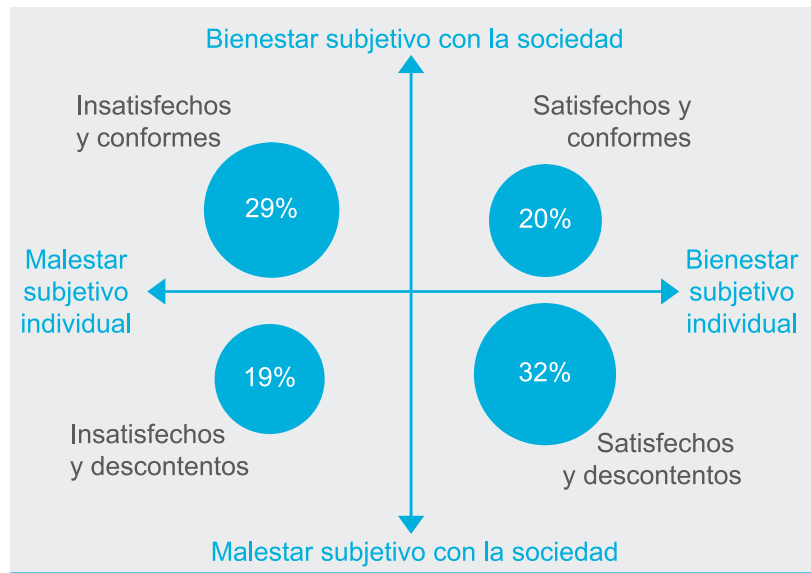 Bienestar subjetivo con la sociedad
Insatisfechos
y conformes
Satisfechos y
conformes
29%
20%
Malestar
subjetivo
individual
Bienestar
subjetivo
individual
19%
32%
Insatisfechos
y descontentos
Satisfechos
y descontentos
Malestar subjetivo con la sociedad